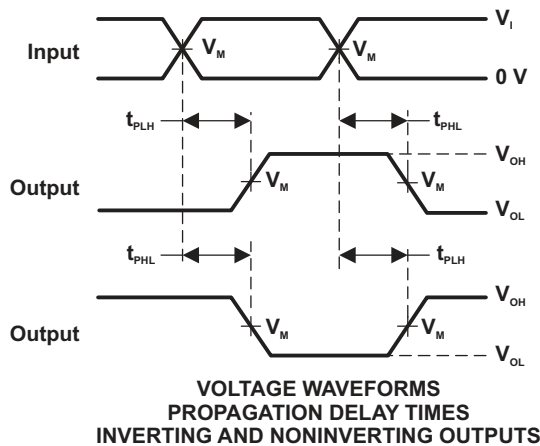 Input
V_M
V_M
V_I
0 V
t_PLH
t_PHL
Output
V_M
V_M
V_OH
V_OL
t_PHL
t_PLH
Output
V_M
V_M
V_OH
V_OL
VOLTAGE WAVEFORMS
PROPAGATION DELAY TIMES
INVERTING AND NONINVERTING OUTPUTS